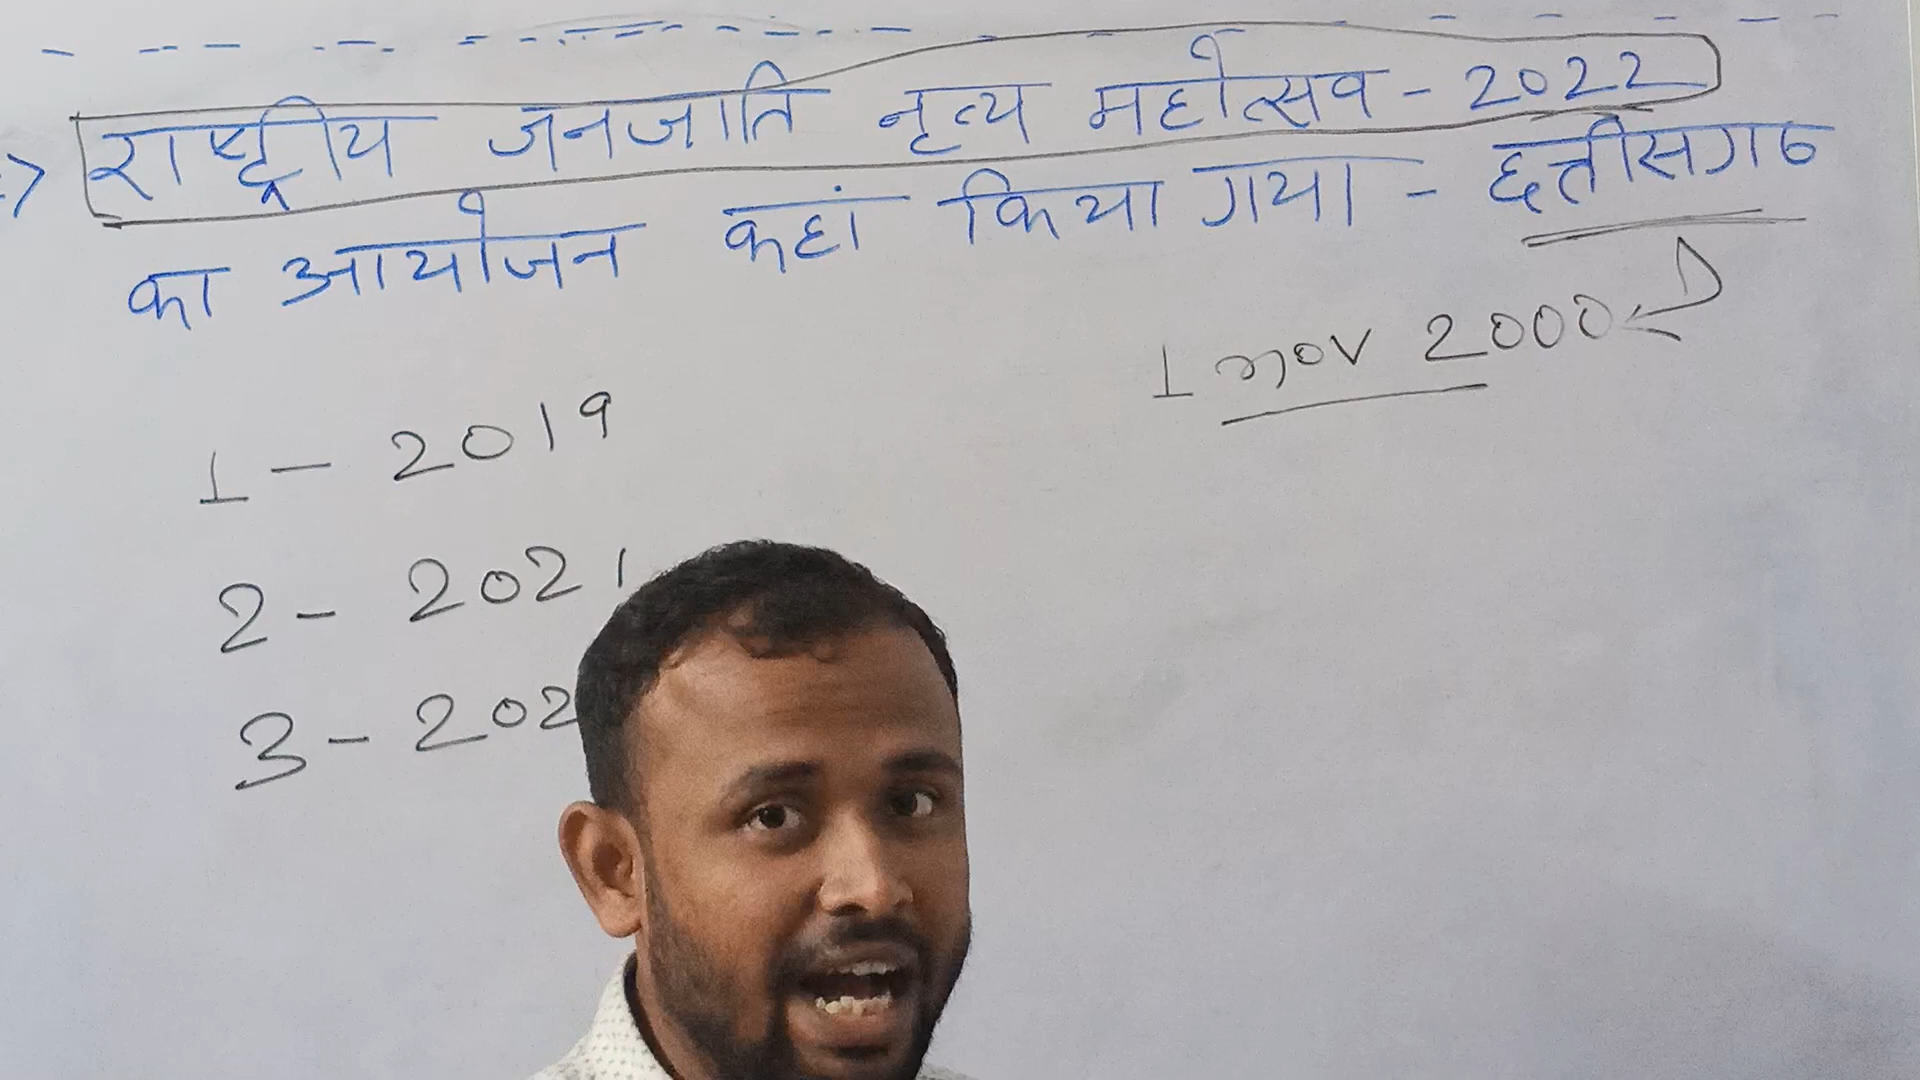 राष्ट्रीय जनजाति नृत्य महोत्सव - 2022
का आयोजन कहां किया गया - छत्तीसगढ
1 nov 2000
1 - 2019
2 - 2021
3 - 202